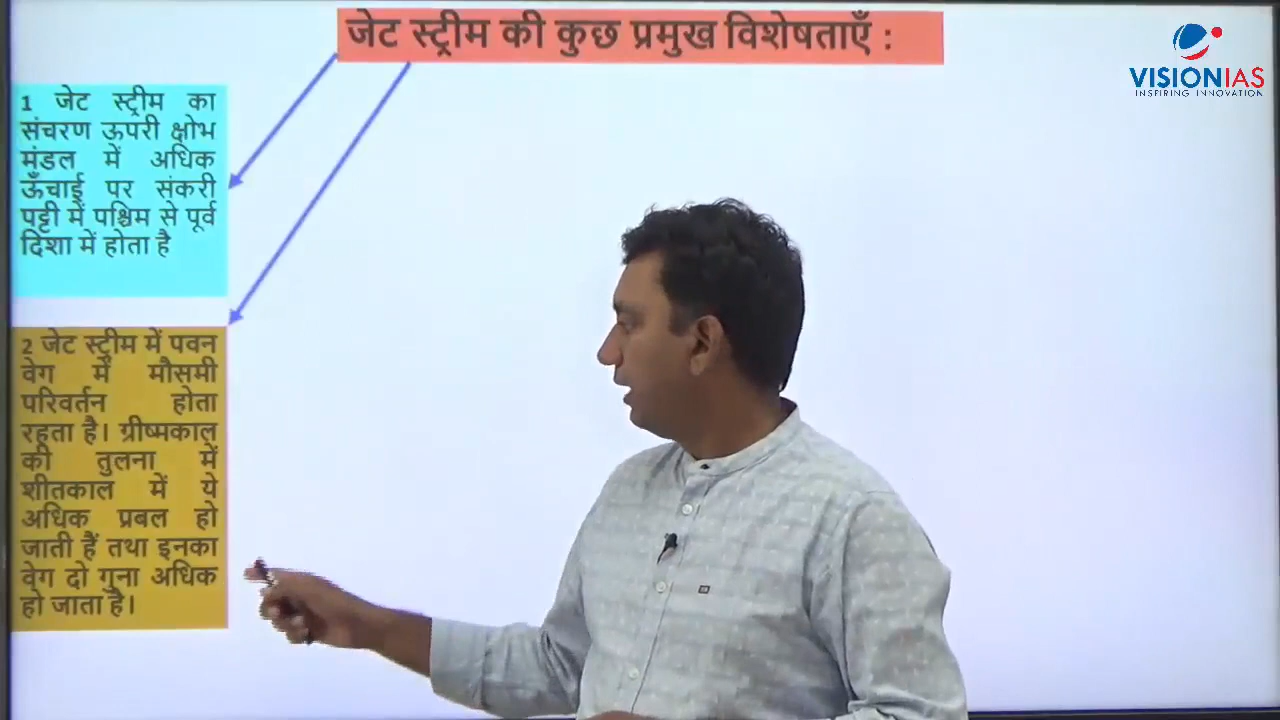 जेट स्ट्रीम की कुछ प्रमुख विशेषताएँ :
VISIONIAS
INSPIRING INNOVATION
1 जेट स्ट्रीम का
संचरण ऊपरी क्षोभ
मंडल में अधिक
ऊँचाई पर संकरी
पट्टी में पश्चिम से पूर्व
दिशा में होता है
2 जेट स्ट्रीम में पवन
वेग में मौसमी
परिवर्तन होता
रहता है। ग्रीष्मकाल
की तुलना में
शीतकाल में ये
अधिक प्रबल हो
जाती हैं तथा इनका
वेग दो गुना अधिक
हो जाता है।